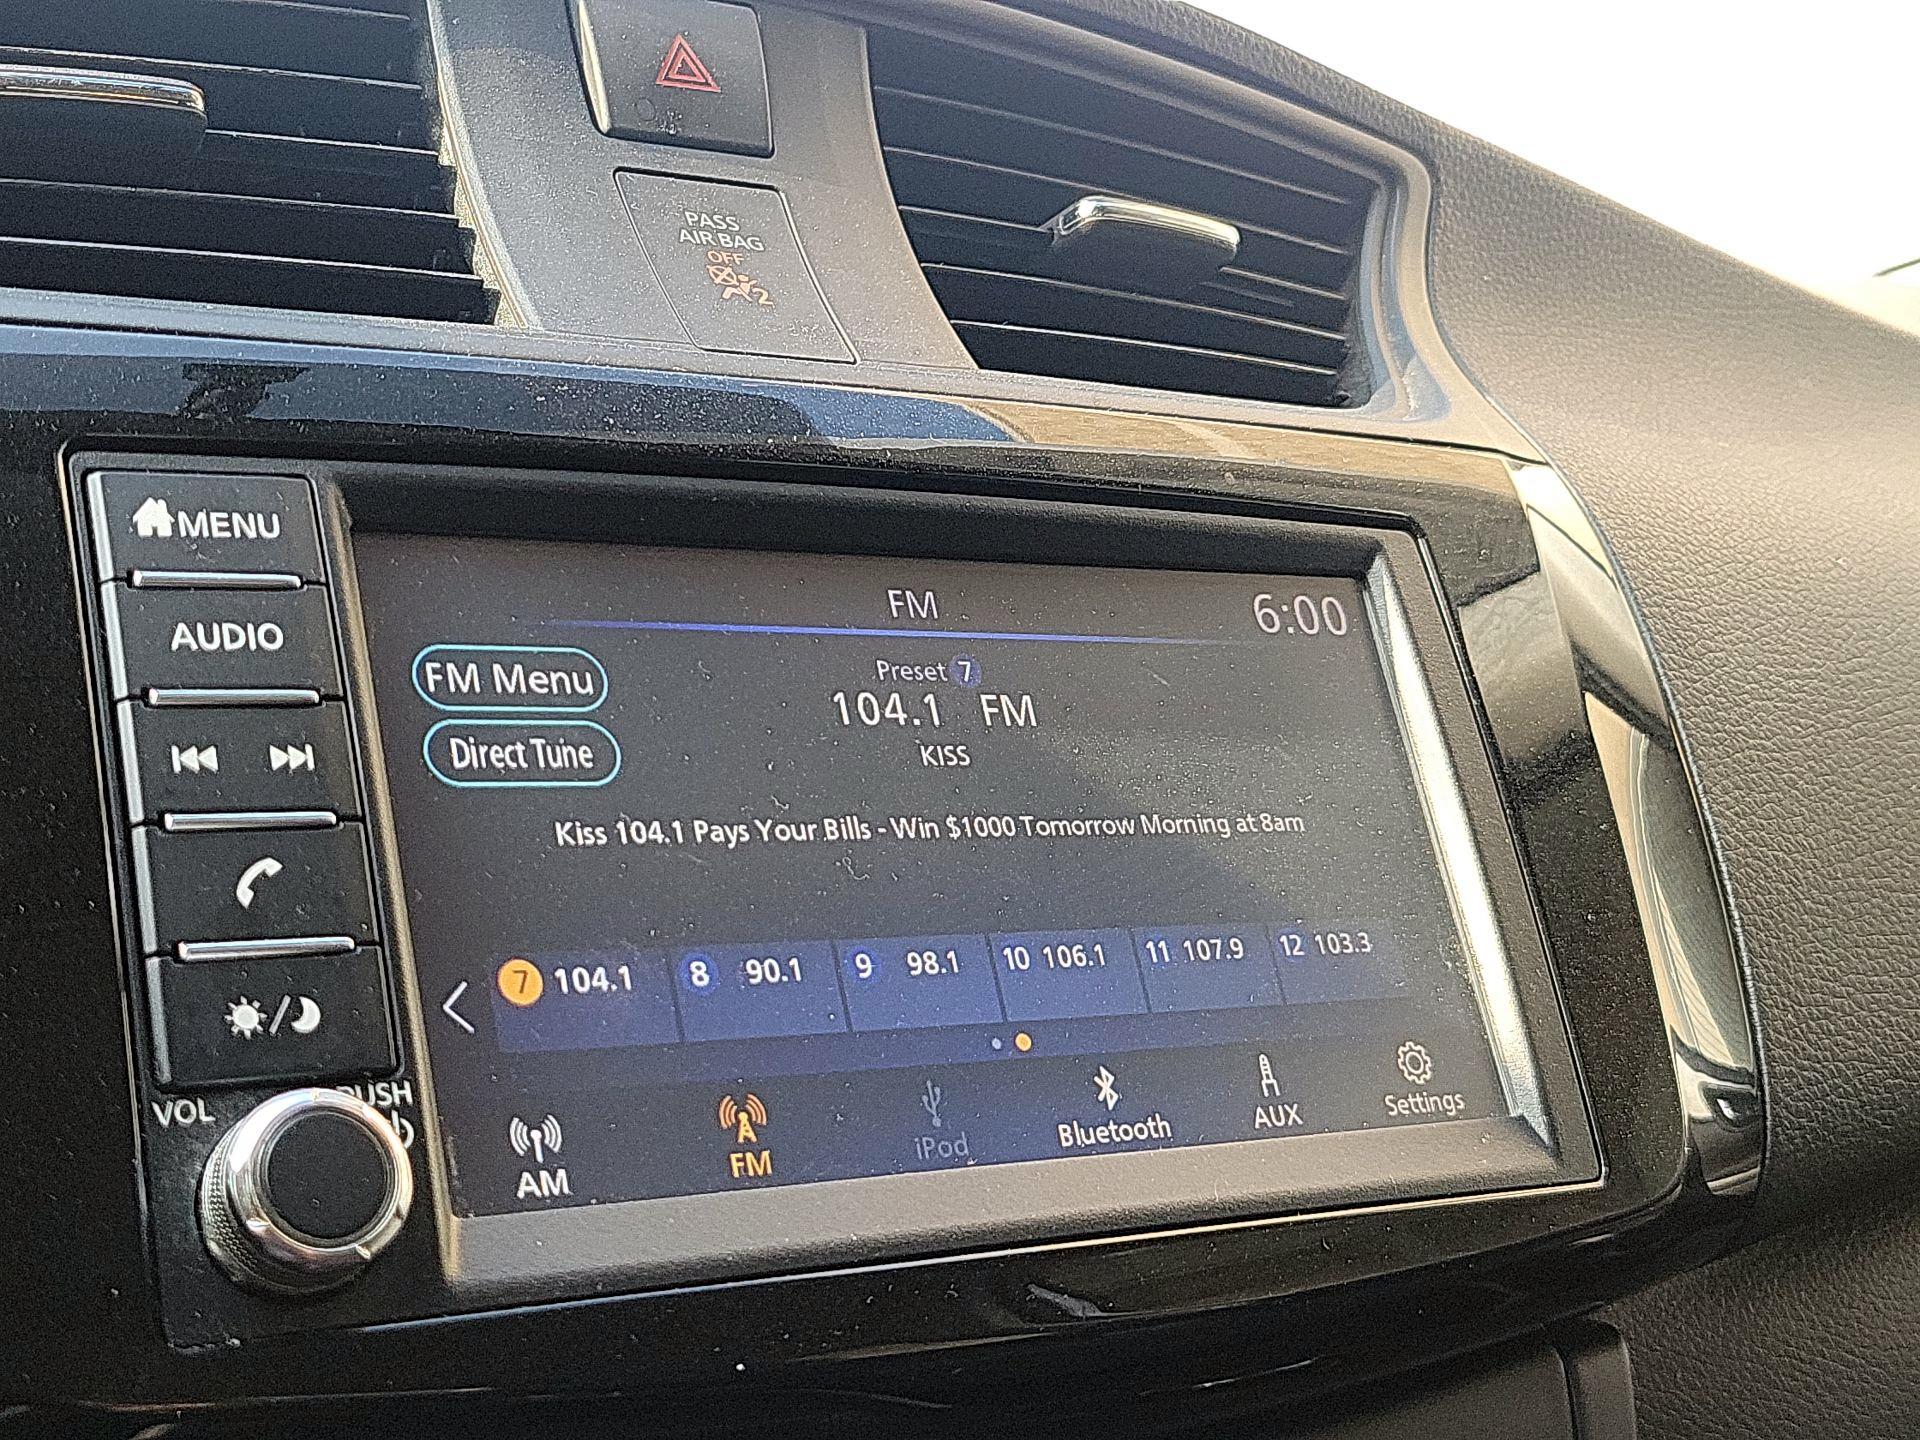 PASS
AIR BAG
OFF
2
MENU
AUDIO
VOL
PUSH
FM
6:00
FM Menu
Direct Tune
Preset 7
104.1 FM
KISS
Kiss 104.1 Pays Your Bills - Win $1000 Tomorrow Morning at 8am
7 104.1 8 90.1 9 98.1 10 106.1 11 107.9 12 103.3
AM FM iPod Bluetooth AUX Settings